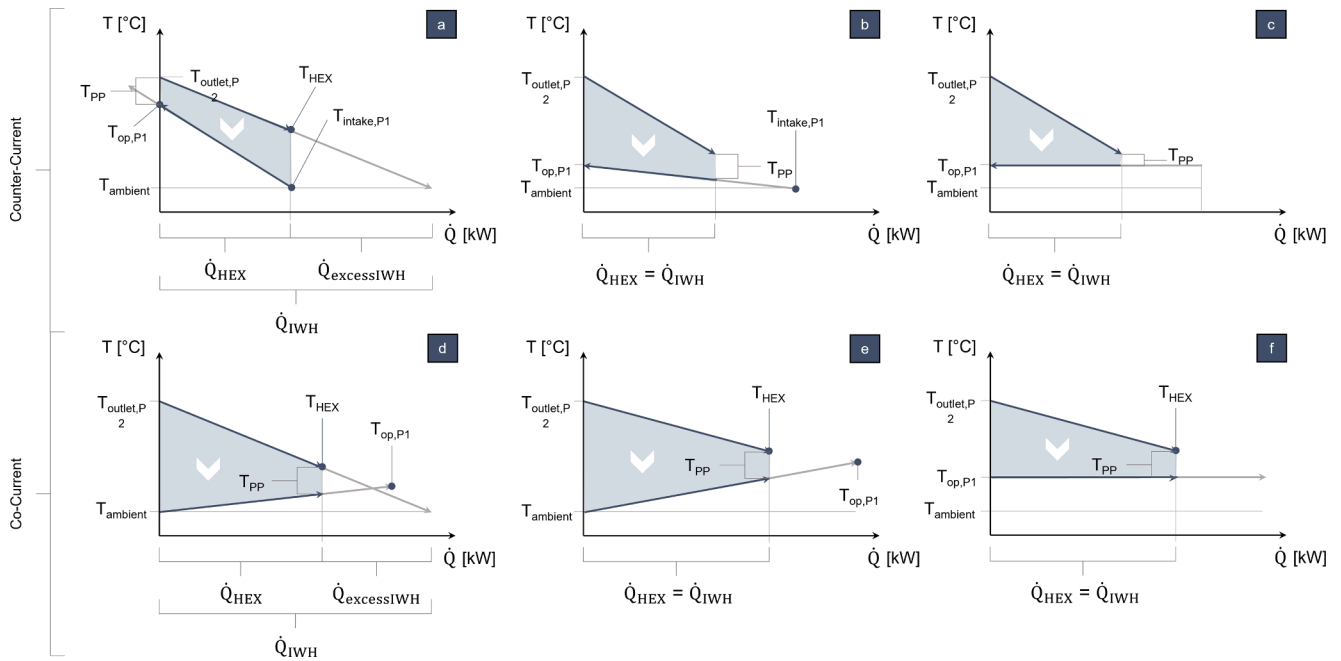 Counter-Current
T [°C]
a
T_outlet,P
2
T_HEX
T_PP
T_intake,P1
T_op,P1
T_ambient
Q̇ [kW]
Q̇_HEX
Q̇_excessIWH
Q̇_IWH
T [°C]
b
T_outlet,P
2
T_intake,P1
T_op,P1
T_PP
T_ambient
Q̇ [kW]
Q̇_HEX = Q̇_IWH
T [°C]
c
T_outlet,P
2
T_PP
T_op,P1
T_ambient
Q̇ [kW]
Q̇_HEX = Q̇_IWH
Co-Current
T [°C]
d
T_outlet,P
2
T_HEX
T_op,P1
T_PP
T_ambient
Q̇ [kW]
Q̇_HEX
Q̇_excessIWH
Q̇_IWH
T [°C]
e
T_outlet,P
2
T_HEX
T_PP
T_op,P1
T_ambient
Q̇ [kW]
Q̇_HEX = Q̇_IWH
T [°C]
f
T_outlet,P
2
T_HEX
T_PP
T_op,P1
T_ambient
Q̇ [kW]
Q̇_HEX = Q̇_IWH